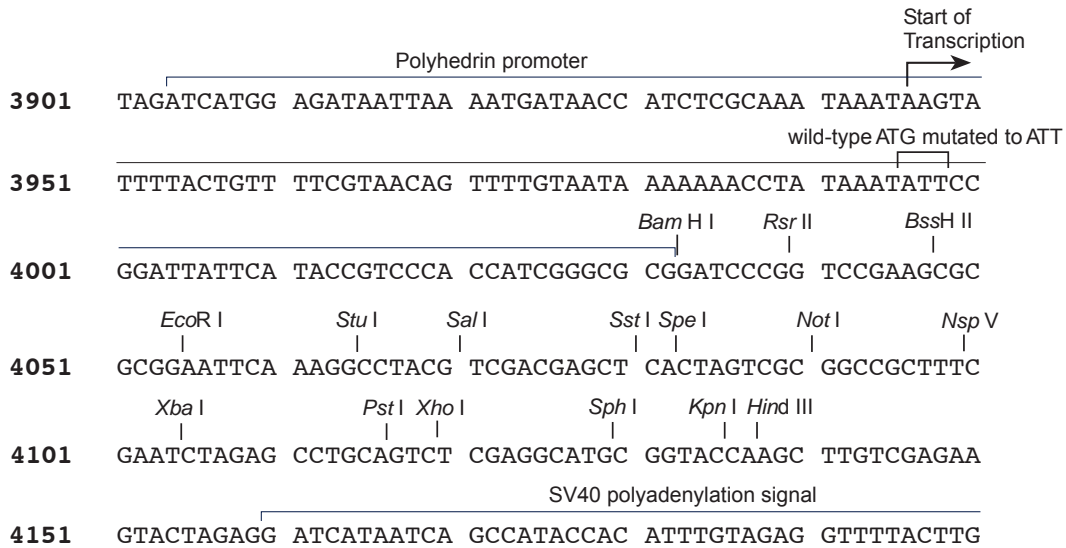 Start of
Transcription
Polyhedrin promoter
3901 TAGATCATGG AGATAATTAA AATGATAACC ATCTCGCAAA TAAATAAGTA
wild-type ATG mutated to ATT
3951 TTTTACTGTT TTCGTAACAG TTTTGTAATA AAAAAACCTA TAAATATTCC
Bam H I Rsr II BssH II
4001 GGATTATTCA TACCGTCCCA CCATCGGGCG CGGATCCCGG TCCGAAGCGC
EcoR I Stu I Sal I Sst I Spe I Not I Nsp V
4051 GCGGAATTCA AAGGCCTACG TCGACGAGCT CACTAGTCGC GGCCGCTTTC
Xba I Pst I Xho I Sph I Kpn I Hind III
4101 GAATCTAGAG CCTGCAGTCT CGAGGCATGC GGTACCAAGC TTGTCGAGAA
SV40 polyadenylation signal
4151 GTACTAGAGG ATCATAATCA GCCATACCAC ATTTGTAGAG GTTTTACTTG